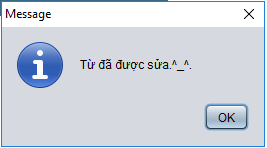 Message
Từ đã được sửa.^_^.
OK